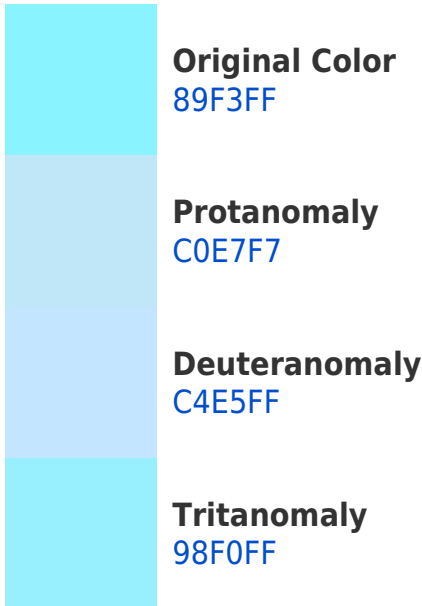 Original Color
89F3FF
Protanomaly
C0E7F7
Deuteranomaly
C4E5FF
Tritanomaly
98F0FF